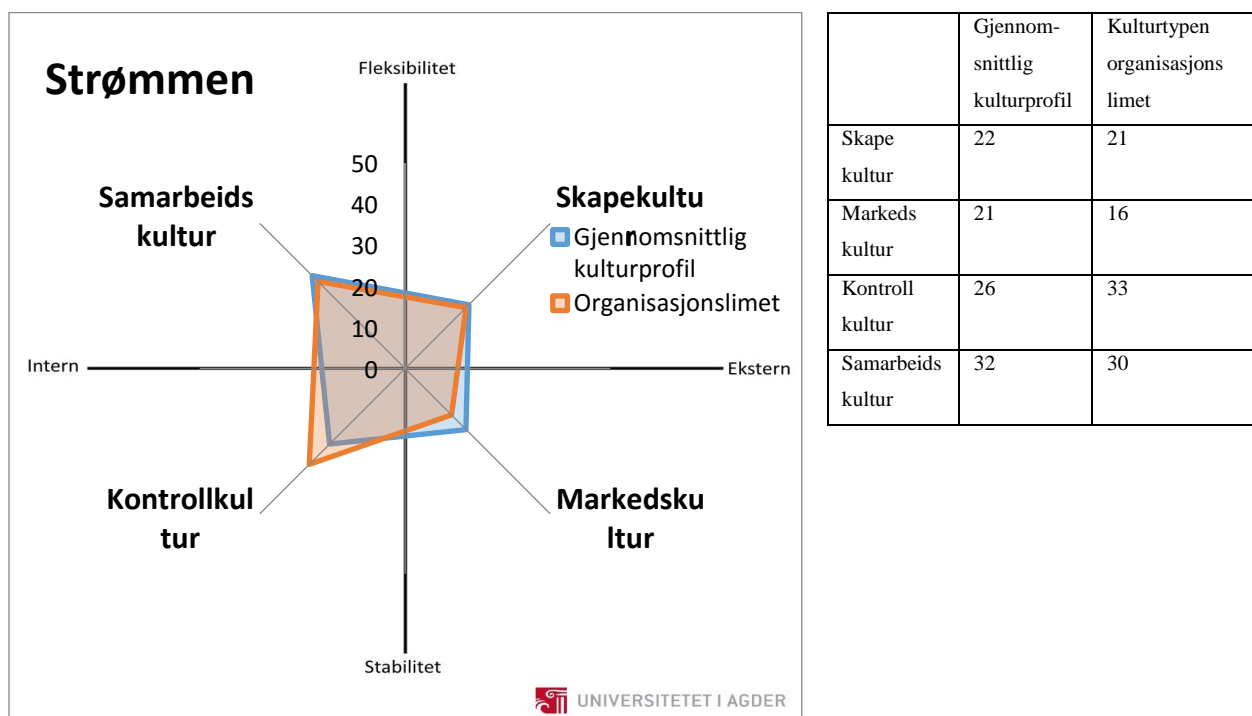 Strømmen
Fleksibilitet
50
40
30
20
10
0
Samarbeids
kultur
Skapekultu
r
Gjennomsnittlig
kulturprofil
Organisasjonslimet
Intern
Ekstern
Kontrollkul
tur
Markedsku
ltur
Stabilitet
UNIVERSITETET I AGDER
Gjennom-
snittlig
kulturprofil
Kulturtypen
organisasjons
limet
Skape
kultur
22
21
Markeds
kultur
21
16
Kontroll
kultur
26
33
Samarbeids
kultur
32
30